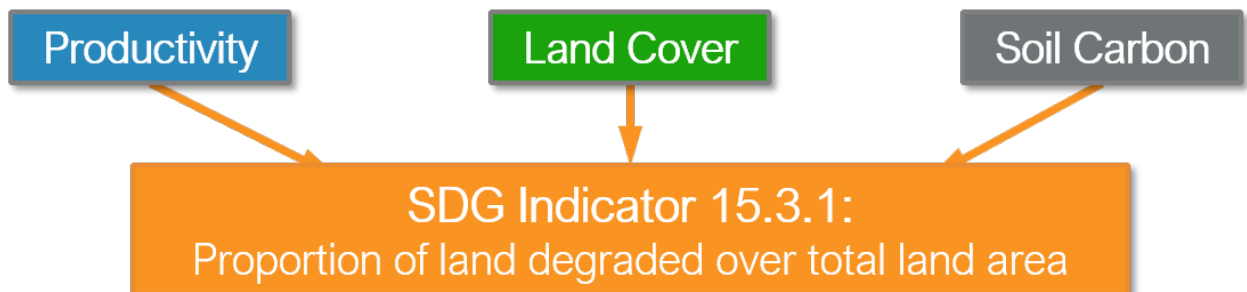 Productivity
Land Cover
Soil Carbon
SDG Indicator 15.3.1:
Proportion of land degraded over total land area